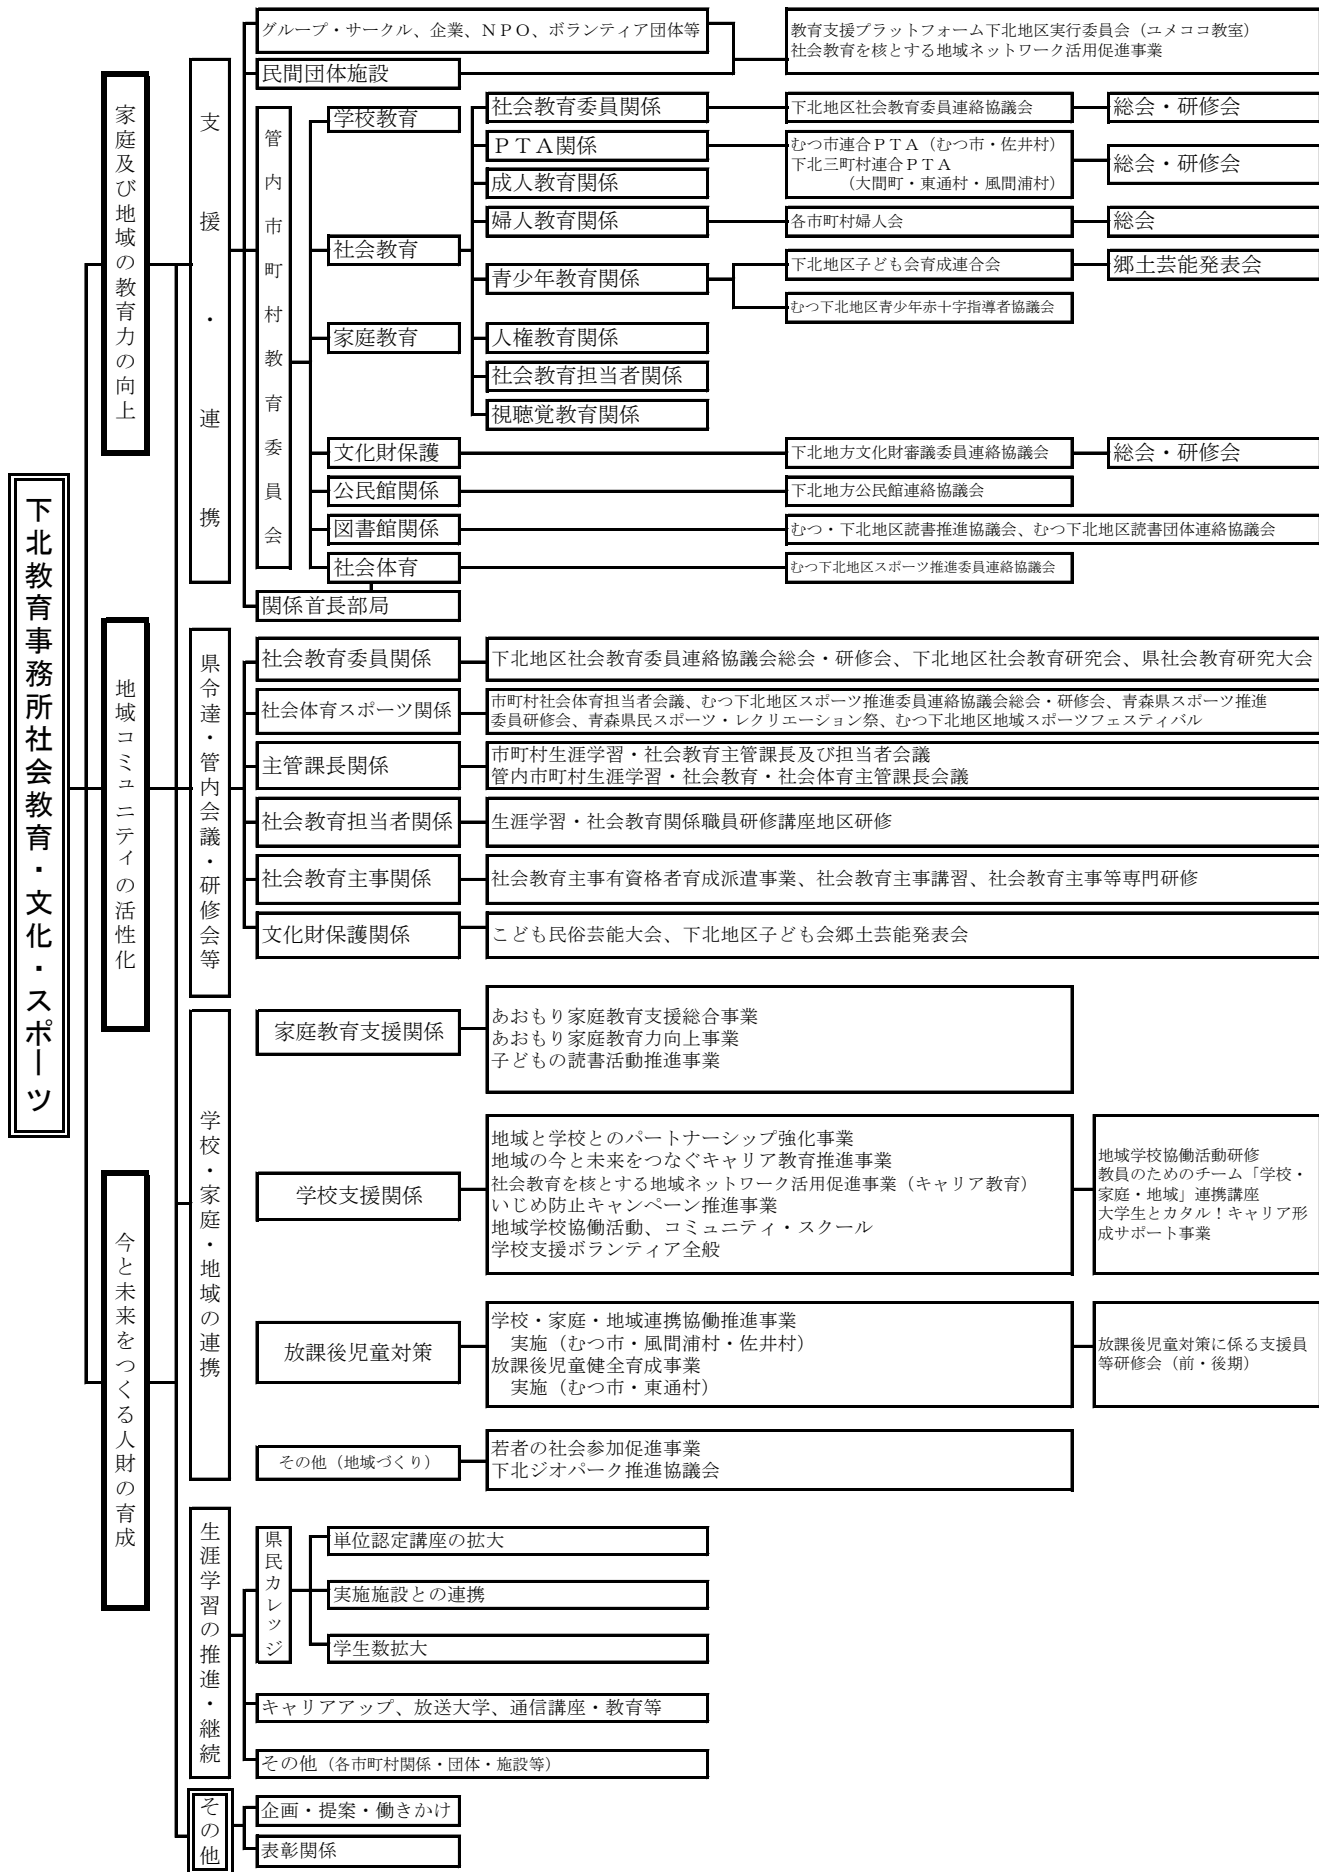 下北教育事務所社会教育・文化・スポーツ
家庭及び地域の教育力の向上
地域コミュニティの活性化
今と未来をつくる人財の育成
支援・連携
グループ・サークル、企業、ＮＰＯ、ボランティア団体等
教育支援プラットフォーム下北地区実行委員会（ユメココ教室）
社会教育を核とする地域ネットワーク活用促進事業
民間団体施設
管内市町村教育委員会
学校教育
社会教育
家庭教育
社会教育委員関係
下北地区社会教育委員連絡協議会
総会・研修会
ＰＴＡ関係
むつ市連合ＰＴＡ（むつ市・佐井村）
下北三町村連合ＰＴＡ
（大間町・東通村・風間浦村）
総会・研修会
成人教育関係
婦人教育関係
各市町村婦人会
総会
青少年教育関係
下北地区子ども会育成連合会
郷土芸能発表会
むつ下北地区青少年赤十字指導者協議会
人権教育関係
社会教育担当者関係
視聴覚教育関係
文化財保護
下北地方文化財審議委員連絡協議会
総会・研修会
公民館関係
下北地方公民館連絡協議会
図書館関係
むつ・下北地区読書推進協議会、むつ下北地区読書団体連絡協議会
社会体育
むつ下北地区スポーツ推進委員連絡協議会
関係首長部局
県令達・管内会議・研修会等
社会教育委員関係
下北地区社会教育委員連絡協議会総会・研修会、下北地区社会教育研究会、県社会教育研究大会
社会体育スポーツ関係
市町村社会体育担当者会議、むつ下北地区スポーツ推進委員連絡協議会総会・研修会、青森県スポーツ推進
委員研修会、青森県民スポーツ・レクリエーション祭、むつ下北地区地域スポーツフェスティバル
主管課長関係
市町村生涯学習・社会教育主管課長及び担当者会議
管内市町村生涯学習・社会教育・社会体育主管課長会議
社会教育担当者関係
生涯学習・社会教育関係職員研修講座地区研修
社会教育主事関係
社会教育主事有資格者育成派遣事業、社会教育主事講習、社会教育主事等専門研修
文化財保護関係
こども民俗芸能大会、下北地区子ども会郷土芸能発表会
学校・家庭・地域の連携
家庭教育支援関係
あおもり家庭教育支援総合事業
あおもり家庭教育力向上事業
子どもの読書活動推進事業
学校支援関係
地域と学校とのパートナーシップ強化事業
地域の今と未来をつなぐキャリア教育推進事業
社会教育を核とする地域ネットワーク活用促進事業（キャリア教育）
いじめ防止キャンペーン推進事業
地域学校協働活動、コミュニティ・スクール
学校支援ボランティア全般
地域学校協働活動研修
教員のためのチーム「学校・
家庭・地域」連携講座
大学生とカタル！キャリア形
成サポート事業
放課後児童対策
学校・家庭・地域連携協働推進事業
実施（むつ市・風間浦村・佐井村）
放課後児童健全育成事業
実施（むつ市・東通村）
放課後児童対策に係る支援員
等研修会（前・後期）
その他（地域づくり）
若者の社会参加促進事業
下北ジオパーク推進協議会
生涯学習の推進・継続
県民カレッジ
単位認定講座の拡大
実施施設との連携
学生数拡大
キャリアアップ、放送大学、通信講座・教育等
その他（各市町村関係・団体・施設等）
その他
企画・提案・働きかけ
表彰関係